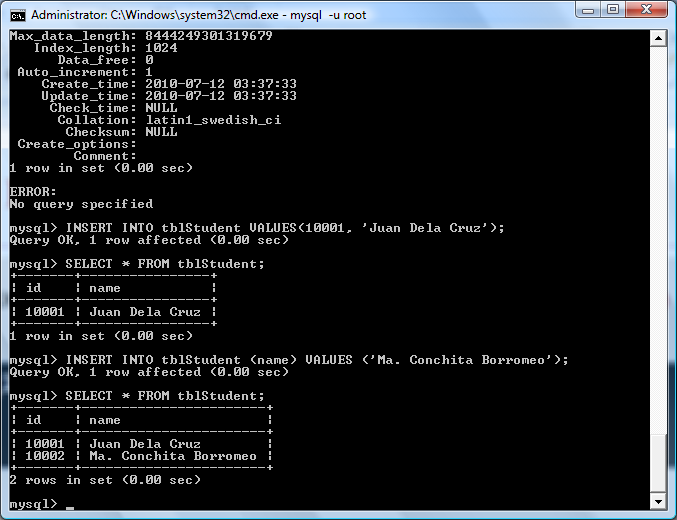 Administrator: C:\Windows\system32\cmd.exe - mysql  -u root
Max_data_length: 8444249301319679
   Index_length: 1024
      Data_free: 0
 Auto_increment: 1
    Create_time: 2010-07-12 03:37:33
    Update_time: 2010-07-12 03:37:33
     Check_time: NULL
      Collation: latin1_swedish_ci
       Checksum: NULL
 Create_options:
        Comment:
1 row in set (0.00 sec)

ERROR:
No query specified

mysql> INSERT INTO tblStudent VALUES(10001, 'Juan Dela Cruz');
Query OK, 1 row affected (0.00 sec)

mysql> SELECT * FROM tblStudent;
+-------+----------------+
| id    | name           |
+-------+----------------+
| 10001 | Juan Dela Cruz |
+-------+----------------+
1 row in set (0.00 sec)

mysql> INSERT INTO tblStudent (name) VALUES ('Ma. Conchita Borromeo');
Query OK, 1 row affected (0.00 sec)

mysql> SELECT * FROM tblStudent;
+-------+-----------------------+
| id    | name                  |
+-------+-----------------------+
| 10001 | Juan Dela Cruz        |
| 10002 | Ma. Conchita Borromeo |
+-------+-----------------------+
2 rows in set (0.00 sec)

mysql> _